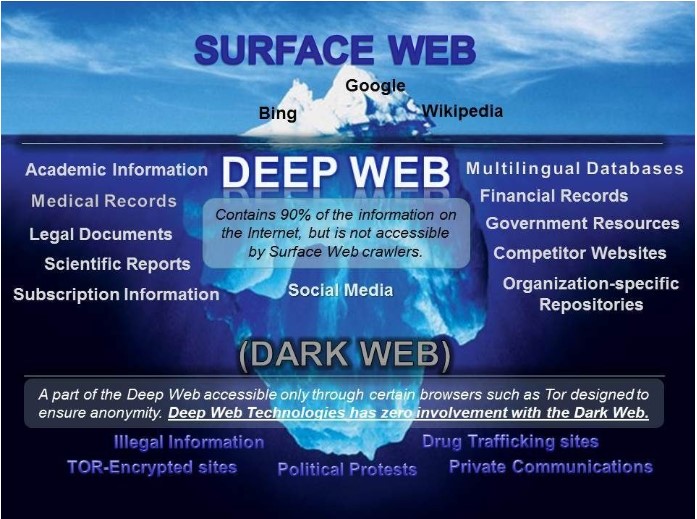 SURFACE WEB
Google
Bing
Wikipedia
DEEP WEB
Academic Information
Medical Records
Legal Documents
Scientific Reports
Subscription Information
Contains 90% of the information on
the Internet, but is not accessible
by Surface Web crawlers.
Social Media
Multilingual Databases
Financial Records
Government Resources
Competitor Websites
Organization-specific
Repositories
(DARK WEB)
A part of the Deep Web accessible only through certain browsers such as Tor designed to
ensure anonymity. Deep Web Technologies has zero involvement with the Dark Web.
Illegal Information
Drug Trafficking sites
TOR-Encrypted sites
Political Protests
Private Communications